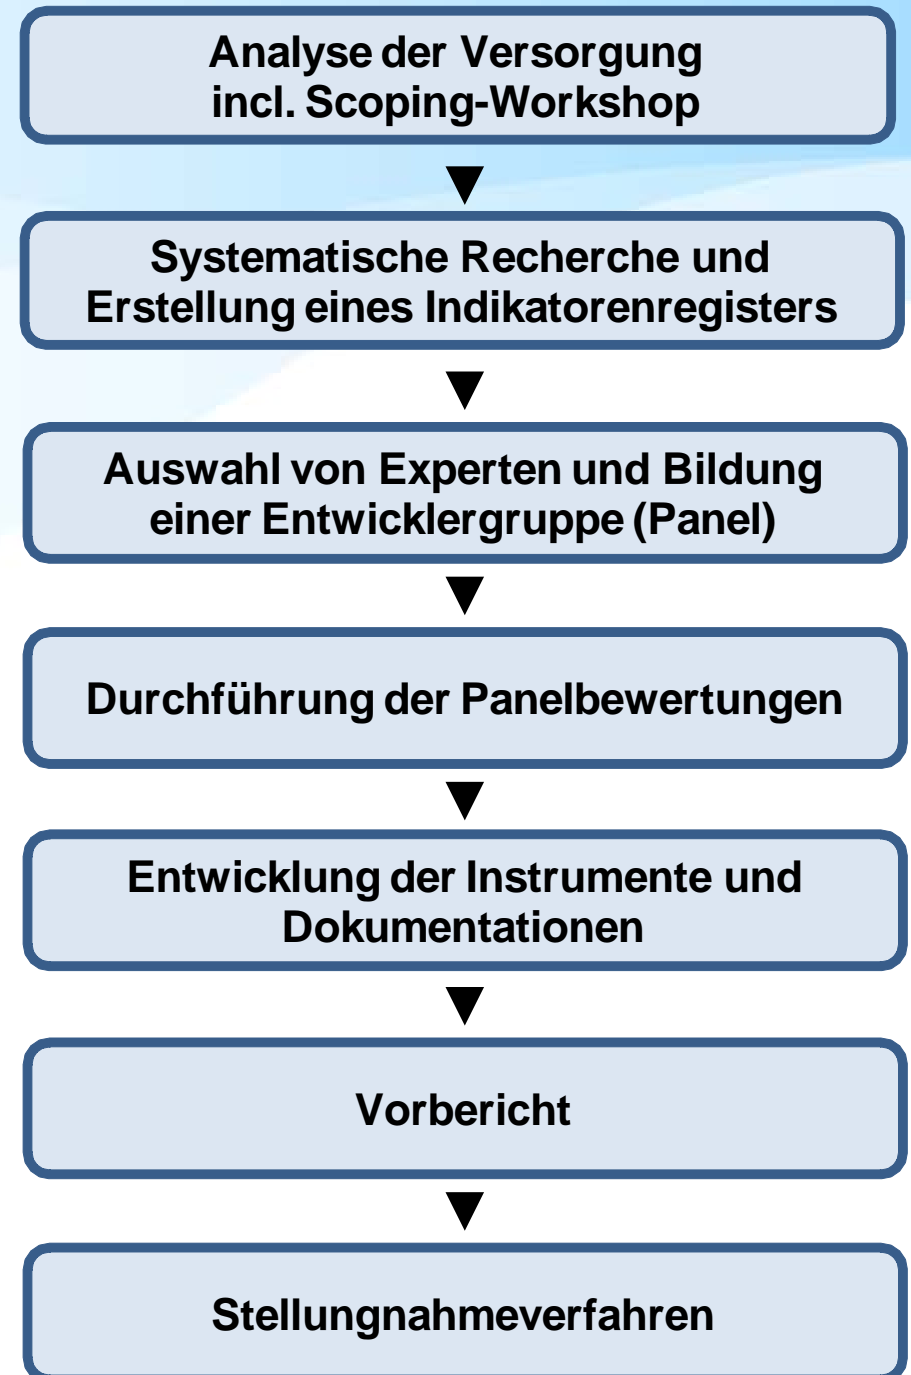 Analyse der Versorgung
incl. Scoping-Workshop
Systematische Recherche und
Erstellung eines Indikatorenregisters
Auswahl von Experten und Bildung
einer Entwicklergruppe (Panel)
Durchführung der Panelbewertungen
Entwicklung der Instrumente und
Dokumentationen
Vorbericht
Stellungnahmeverfahren